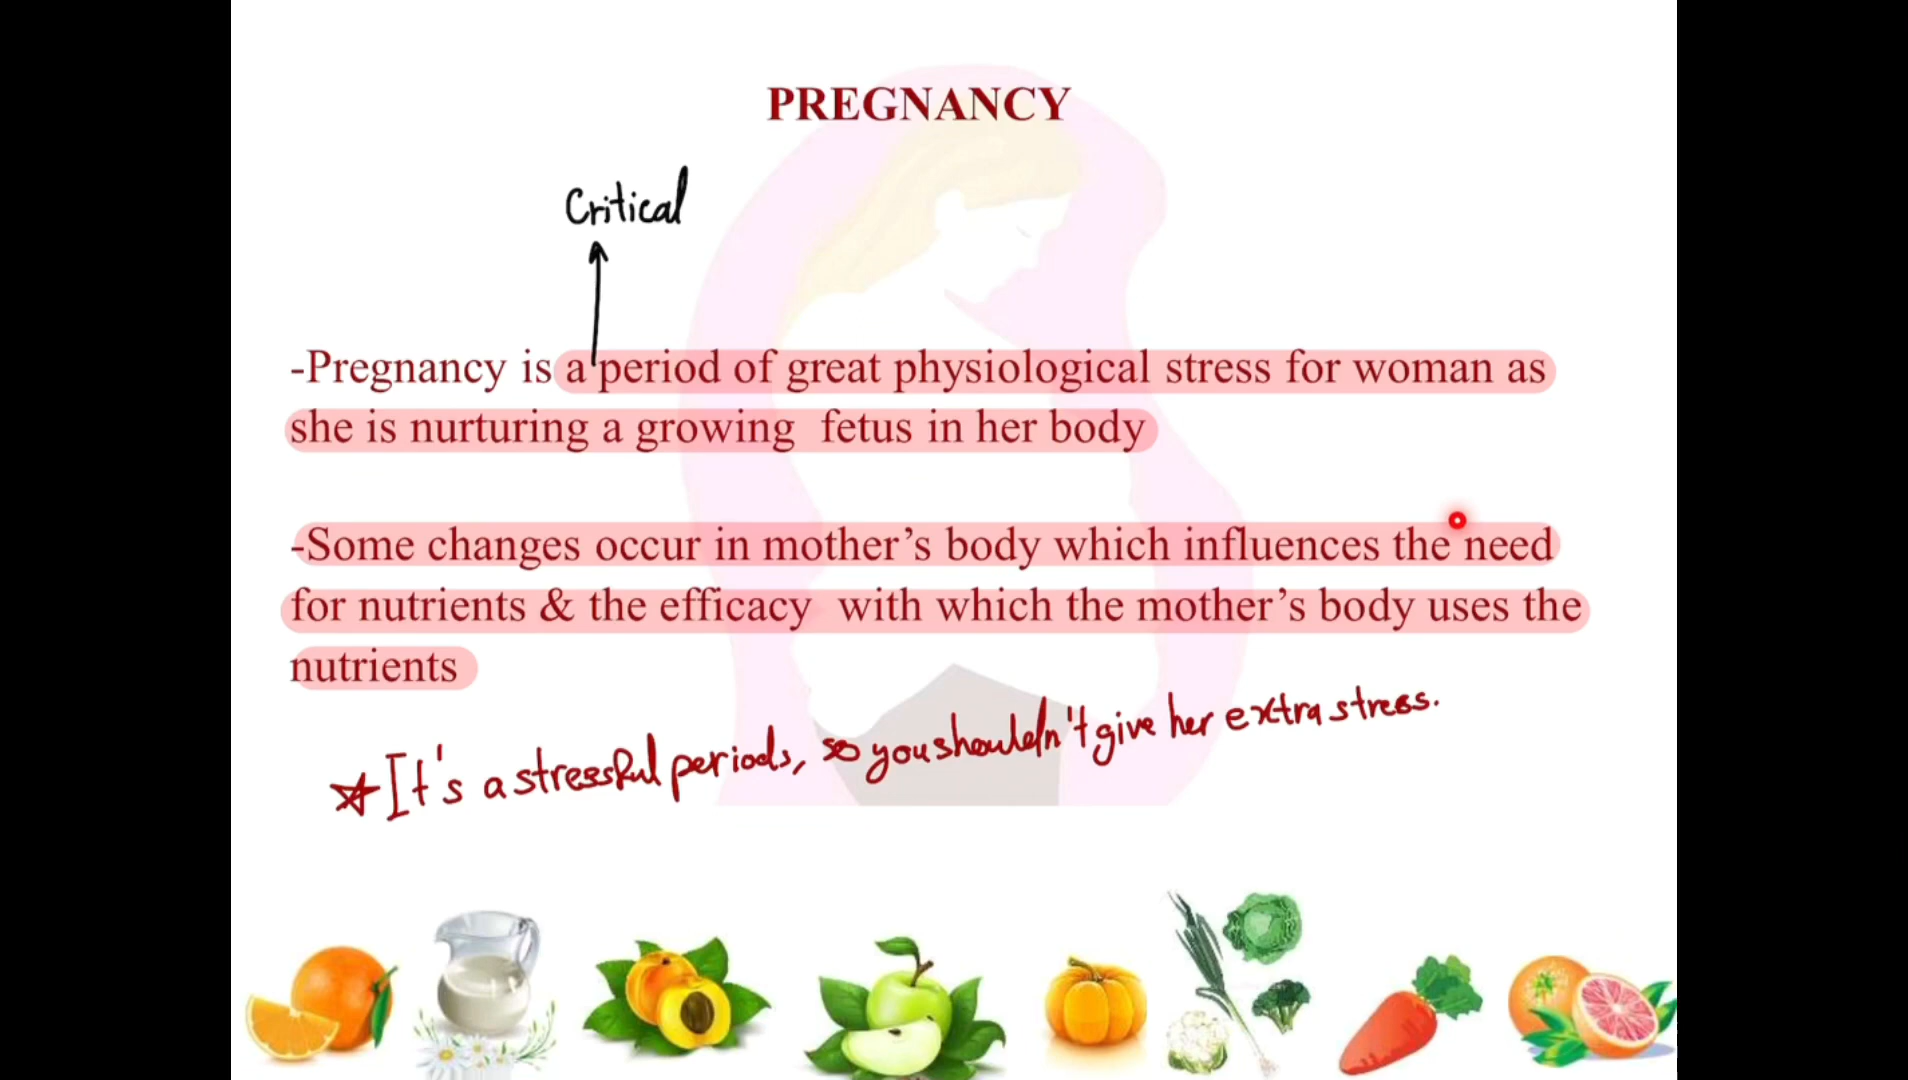 PREGNANCY
Critical
-Pregnancy is a period of great physiological stress for woman as
she is nurturing a growing fetus in her body
-Some changes occur in mother’s body which influences the need
for nutrients & the efficacy with which the mother’s body uses the
nutrients
It's a stressful periods, so you shouldn't give her extra stress.